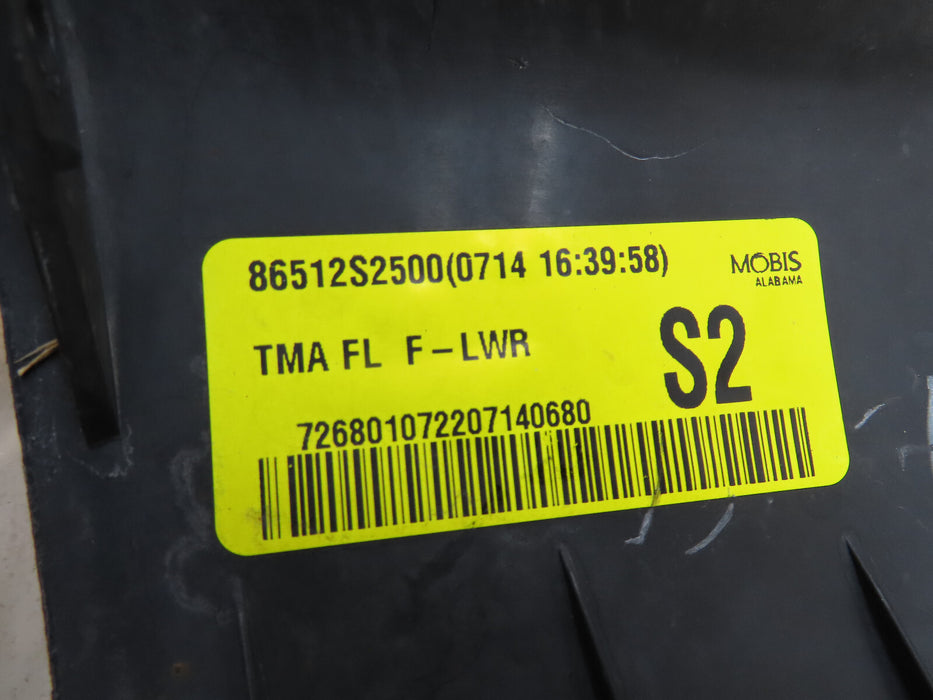 86512S2500(0714 16:39:58)
MOBIS
ALABAMA
TMA FL F-LWR
S2
726801072207140680